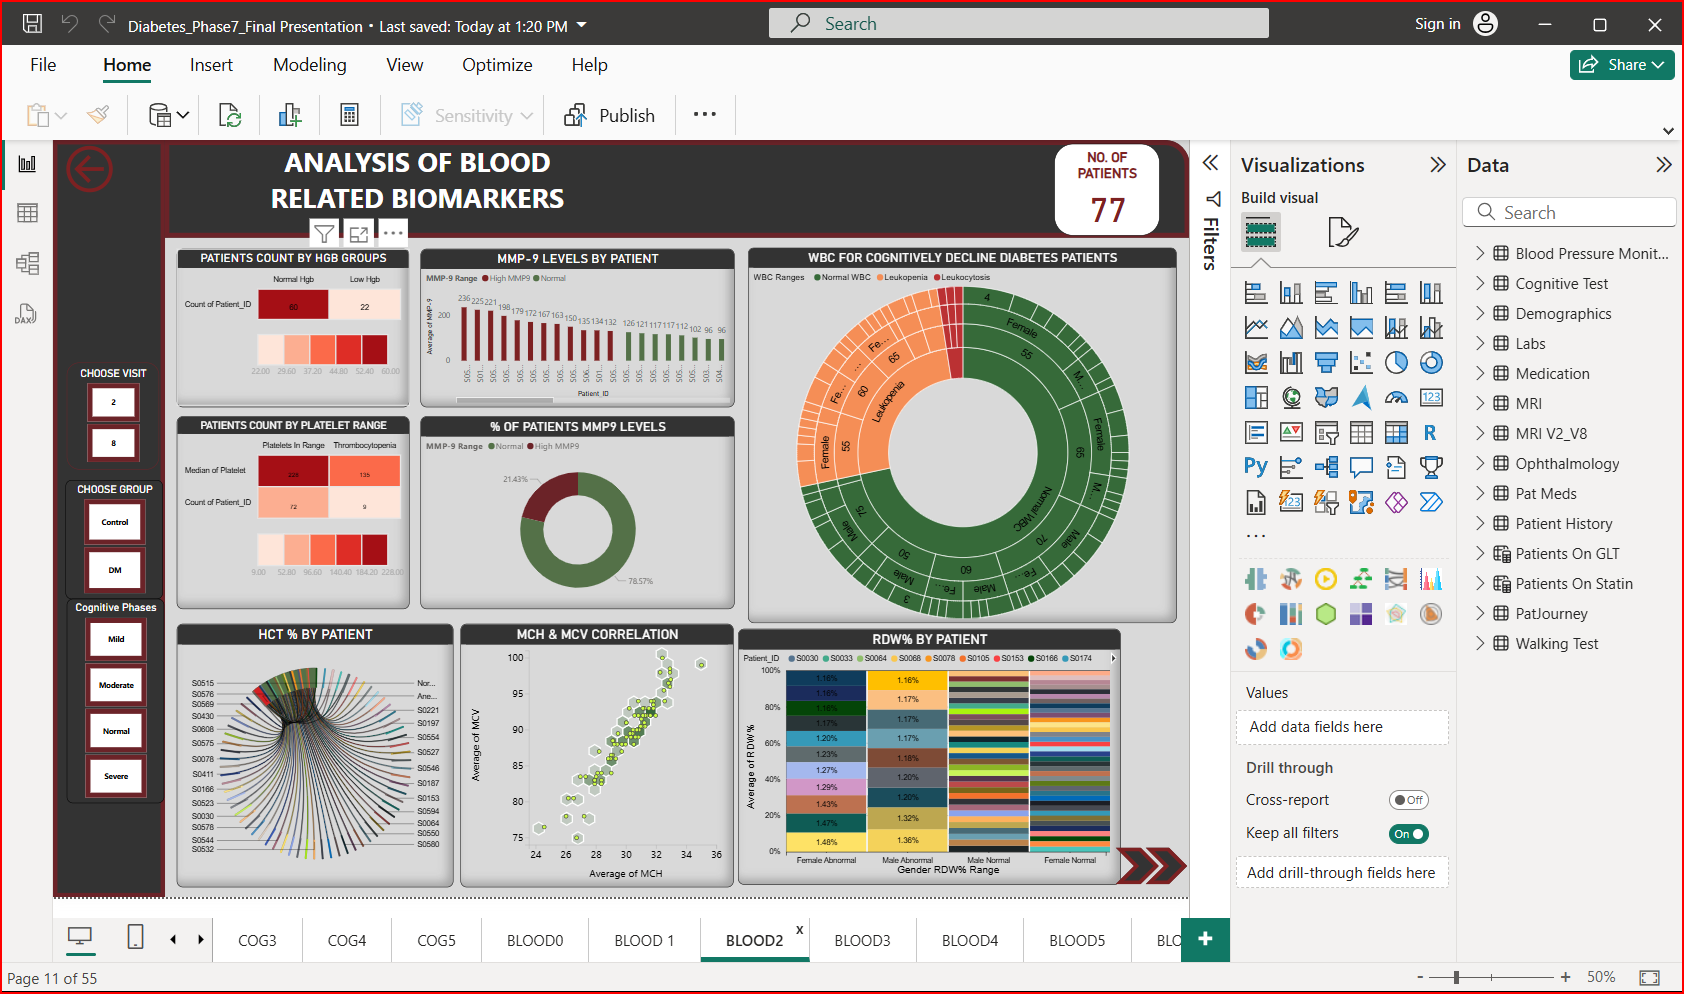 Diabetes_Phase7_Final Presentation • Last saved: Today at 1:20 PM
Search
Sign in
File
Home
Insert
Modeling
View
Optimize
Help
Share
Sensitivity
Publish
ANALYSIS OF BLOOD
RELATED BIOMARKERS
NO. OF
PATIENTS
77
CHOOSE VISIT
2
8
CHOOSE GROUP
Control
DM
Cognitive Phases
Mild
Moderate
Normal
Severe
PATIENTS COUNT BY HGB GROUPS
Normal Hgb Low Hgb
Count of Patient_ID 60 22
22.00 29.60 37.20 44.80 52.40 60.00
MMP-9 LEVELS BY PATIENT
MMP-9 Range High MMP9 Normal
Average of MMP-9
200
0
236 225 221 198 179 172 167 163 150 135 134 132 126 121 117 117 112 102 96 96
Patient_ID
WBC FOR COGNITIVELY DECLINE DIABETES PATIENTS
WBC Ranges Normal WBC Leukopenia Leukocytosis
4
Female
55
M...
Female
65
M...
Normal WBC
Male
70
Fe...
60
Male
Fe...
50
Male
3
75
Male
Leukopenia
55
Female
60
Fe...
65
Fe...
PATIENTS COUNT BY PLATELET RANGE
Platelets In Range Thrombocytopenia
Median of Platelet 228 135
Count of Patient_ID 72 9
9.00 52.80 96.60 140.40 184.20 228.00
% OF PATIENTS MMP9 LEVELS
MMP-9 Range Normal High MMP9
21.43%
78.57%
HCT % BY PATIENT
S0515
S0576
S0569
S0430
S0608
S0575
S0078
S0411
S0166
S0523
S0030
S0578
S0544
S0532
Nor...
Ane...
S0221
S0197
S0554
S0527
S0546
S0187
S0153
S0594
S0064
S0550
S0580
MCH & MCV CORRELATION
Average of MCV
100
95
90
85
80
75
24 26 28 30 32 34 36
Average of MCH
RDW% BY PATIENT
Patient_ID S0030 S0033 S0064 S0068 S0078 S0105 S0153 S0166 S0174
Average of RDW%
100%
80%
60%
40%
20%
0%
1.16%
1.16%
1.16%
1.17%
1.20%
1.23%
1.27%
1.29%
1.43%
1.47%
1.48%
1.16%
1.17%
1.17%
1.17%
1.18%
1.20%
1.20%
1.32%
1.36%
Female Abnormal Male Abnormal Male Normal Female Normal
Gender RDW% Range
Filters
Visualizations
Build visual
Values
Add data fields here
Drill through
Cross-report Off
Keep all filters On
Add drill-through fields here
Data
Search
Blood Pressure Monit...
Cognitive Test
Demographics
Labs
Medication
MRI
MRI V2_V8
Ophthalmology
Pat Meds
Patient History
Patients On GLT
Patients On Statin
PatJourney
Walking Test
COG3
COG4
COG5
BLOOD0
BLOOD 1
BLOOD2 x
BLOOD3
BLOOD4
BLOOD5
BLO
+
Page 11 of 55
- + 50%